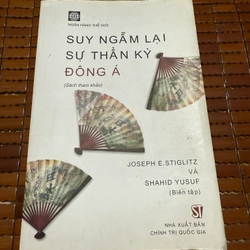 NGÂN HÀNG THẾ GIỚI
SUY NGẪM LẠI
SỰ THẦN KỲ
ĐÔNG Á
(Sách tham khảo)
JOSEPH E.STIGLITZ
VÀ
SHAHID YUSUF
(Biên tập)
ST
NHÀ XUẤT BẢN
CHÍNH TRỊ QUỐC GIA